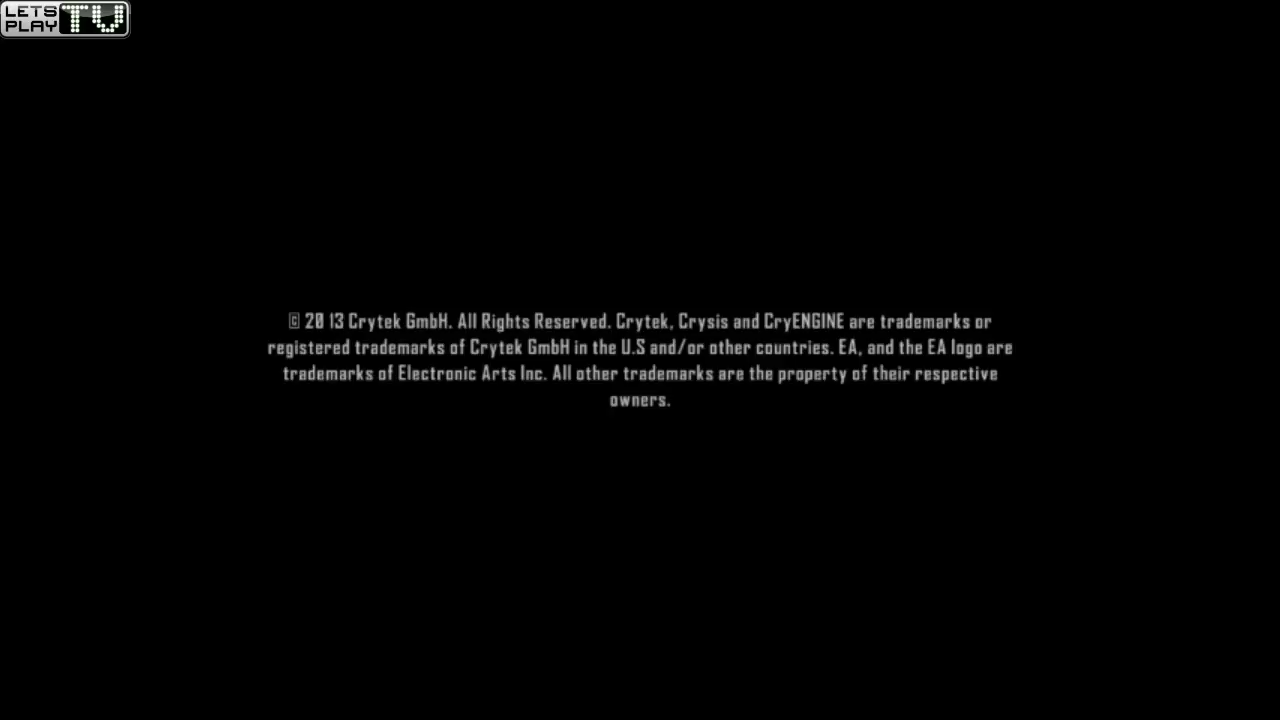 LETS
PLAY TV
© 2013 Crytek GmbH. All Rights Reserved. Crytek, Crysis and CryENGINE are trademarks or
registered trademarks of Crytek GmbH in the U.S and/or other countries. EA, and the EA logo are
trademarks of Electronic Arts Inc. All other trademarks are the property of their respective
owners.